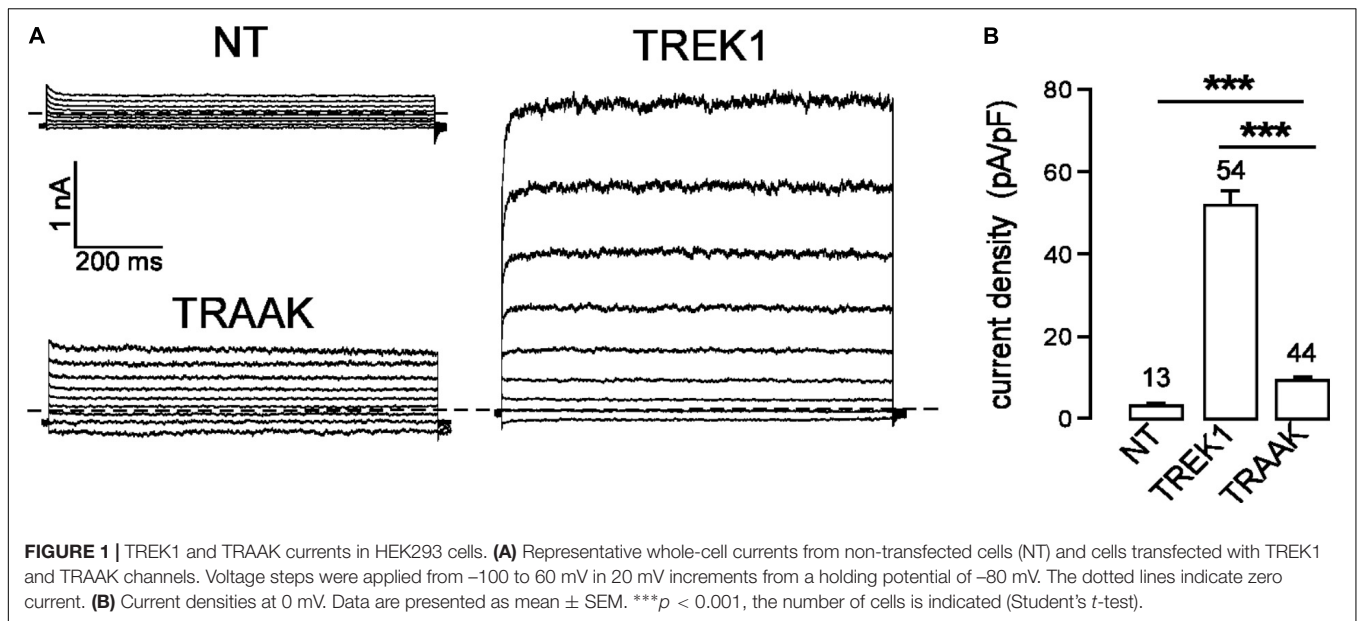 A
NT
TREK1
1 nA
200 ms
TRAAK
B
***
***
80
60
40
20
0
current density (pA/pF)
13
54
44
NT
TREK1
TRAAK
FIGURE 1 | TREK1 and TRAAK currents in HEK293 cells. (A) Representative whole-cell currents from non-transfected cells (NT) and cells transfected with TREK1
and TRAAK channels. Voltage steps were applied from –100 to 60 mV in 20 mV increments from a holding potential of –80 mV. The dotted lines indicate zero
current. (B) Current densities at 0 mV. Data are presented as mean ± SEM. ***p < 0.001, the number of cells is indicated (Student's t-test).